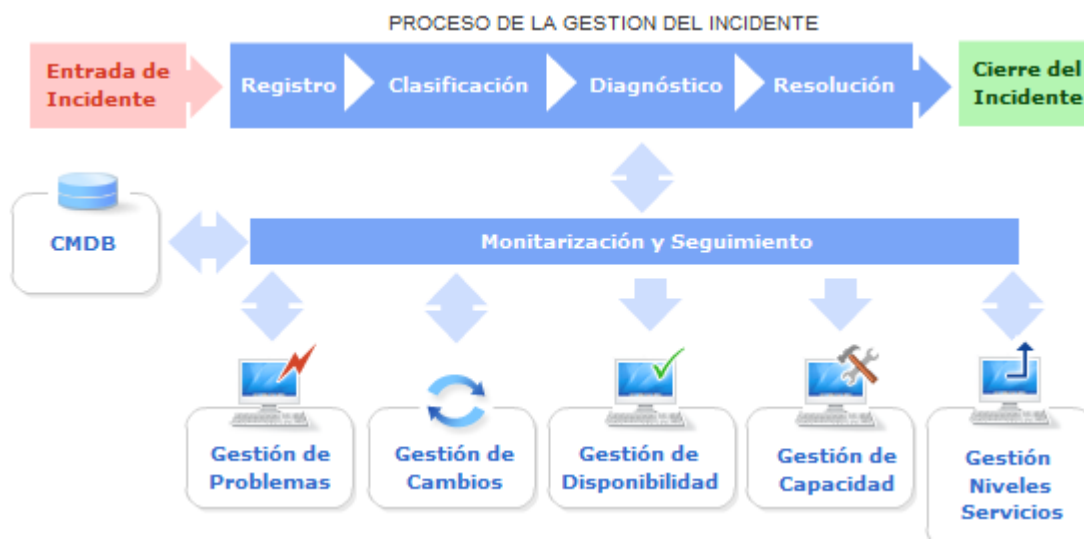 PROCESO DE LA GESTION DEL INCIDENTE
Entrada de
Incidente
Registro
Clasificación
Diagnóstico
Resolución
Cierre del
Incidente
CMDB
Monitarización y Seguimiento
Gestión de
Problemas
Gestión de
Cambios
Gestión de
Disponibilidad
Gestión de
Capacidad
Gestión
Niveles
Servicios